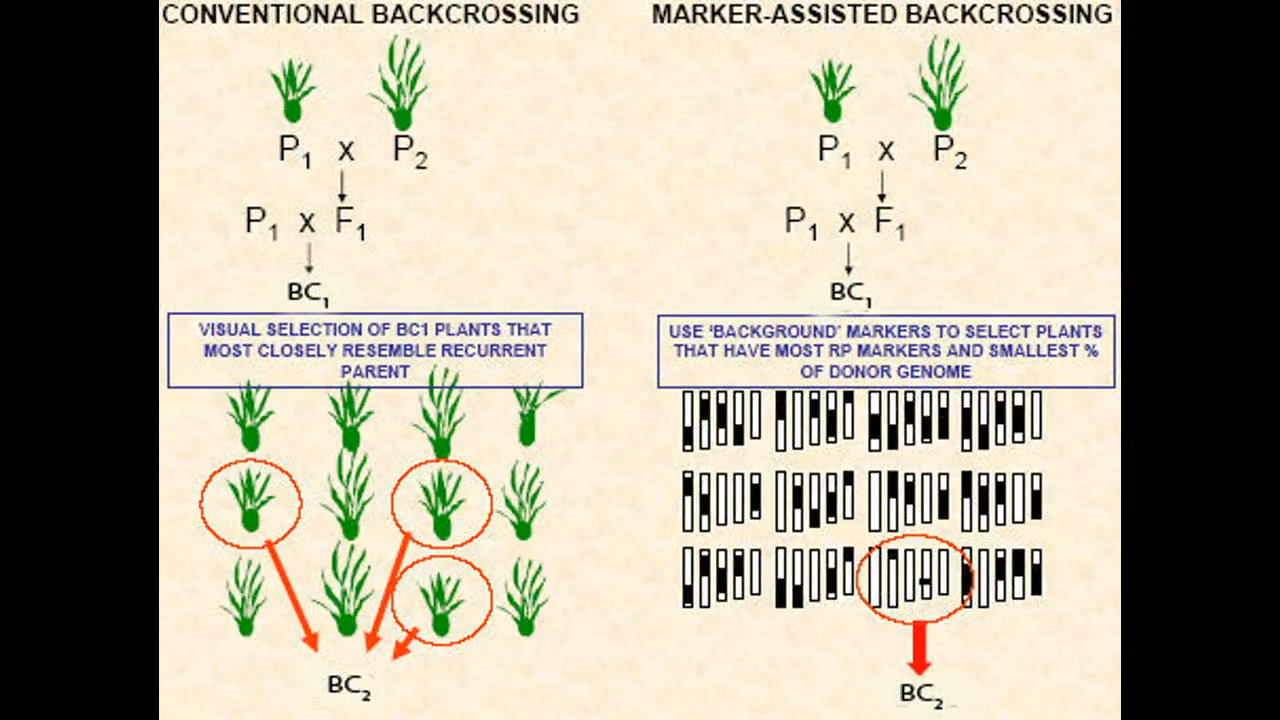 CONVENTIONAL BACKCROSSING
P1 x P2
P1 x F1
BC1
VISUAL SELECTION OF BC1 PLANTS THAT
MOST CLOSELY RESEMBLE RECURRENT
PARENT
BC2
MARKER-ASSISTED BACKCROSSING
P1 x P2
P1 x F1
BC1
USE ‘BACKGROUND’ MARKERS TO SELECT PLANTS
THAT HAVE MOST RP MARKERS AND SMALLEST %
OF DONOR GENOME
BC2